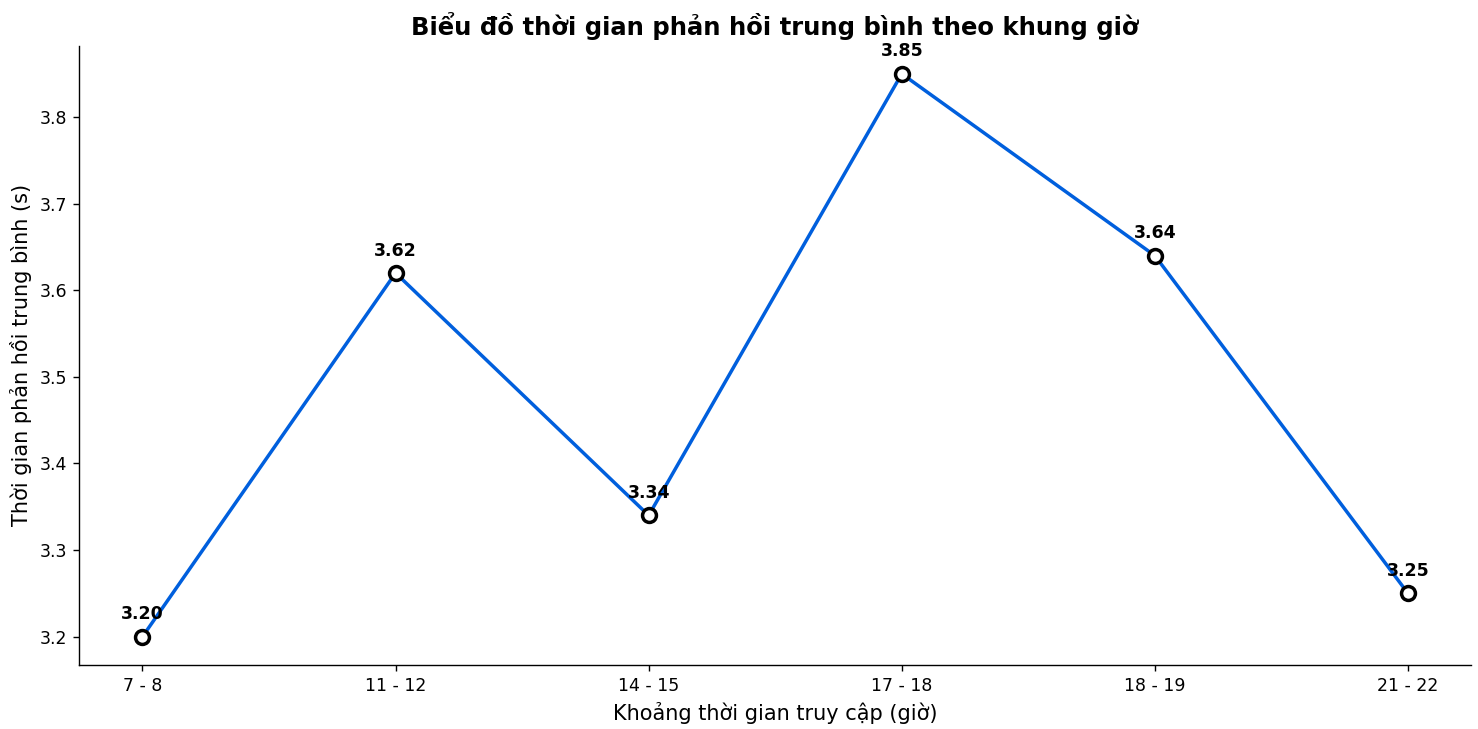 Biểu đồ thời gian phản hồi trung bình theo khung giờ
Thời gian phản hồi trung bình (s)
3.8
3.7
3.6
3.5
3.4
3.3
3.2
3.20
3.62
3.34
3.85
3.64
3.25
7 - 8
11 - 12
14 - 15
17 - 18
18 - 19
21 - 22
Khoảng thời gian truy cập (giờ)